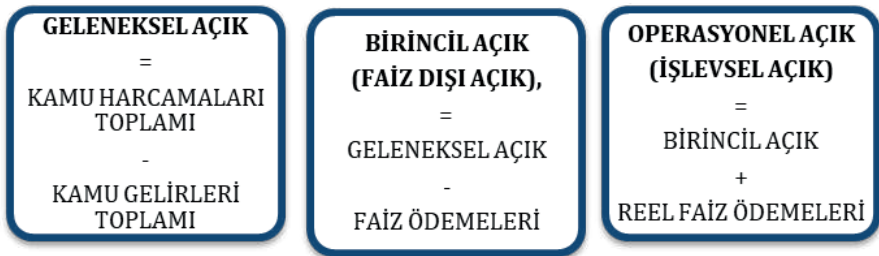 GELENEKSEL AÇIK
=
KAMU HARCAMALARI
TOPLAMI
-
KAMU GELİRLERİ
TOPLAMI
BİRİNCİL AÇIK
(FAİZ DIŞI AÇIK),
=
GELENEKSEL AÇIK
-
FAİZ ÖDEMELERİ
OPERASYONEL AÇIK
(İŞLEVSEL AÇIK)
=
BİRİNCİL AÇIK
+
REEL FAİZ ÖDEMELERİ